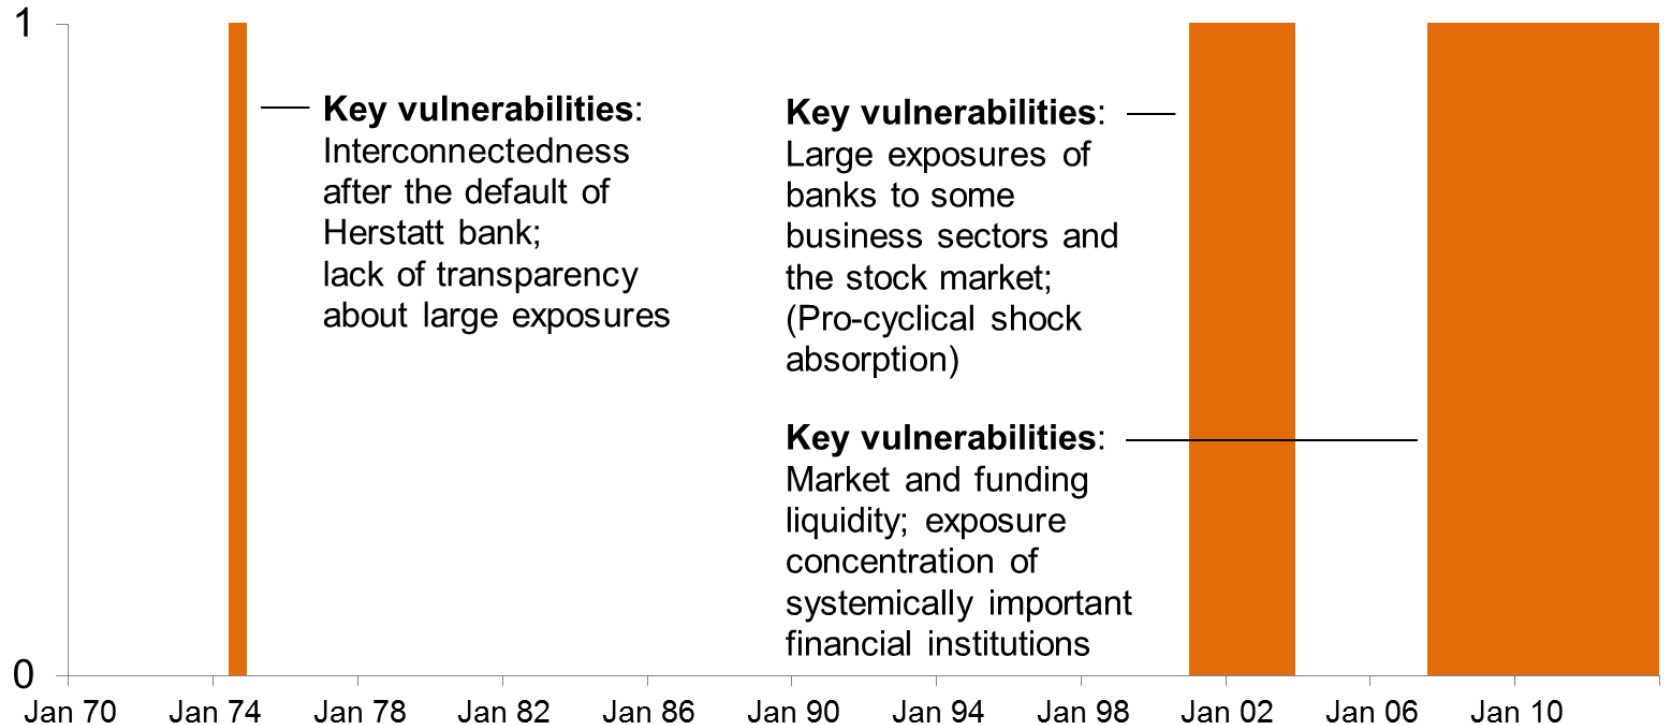 1
Key vulnerabilities:
Interconnectedness
after the default of
Herstatt bank;
lack of transparency
about large exposures
Key vulnerabilities:
Large exposures of
banks to some
business sectors and
the stock market;
(Pro-cyclical shock
absorption)
Key vulnerabilities:
Market and funding
liquidity; exposure
concentration of
systemically important
financial institutions
0
Jan 70 Jan 74 Jan 78 Jan 82 Jan 86 Jan 90 Jan 94 Jan 98 Jan 02 Jan 06 Jan 10